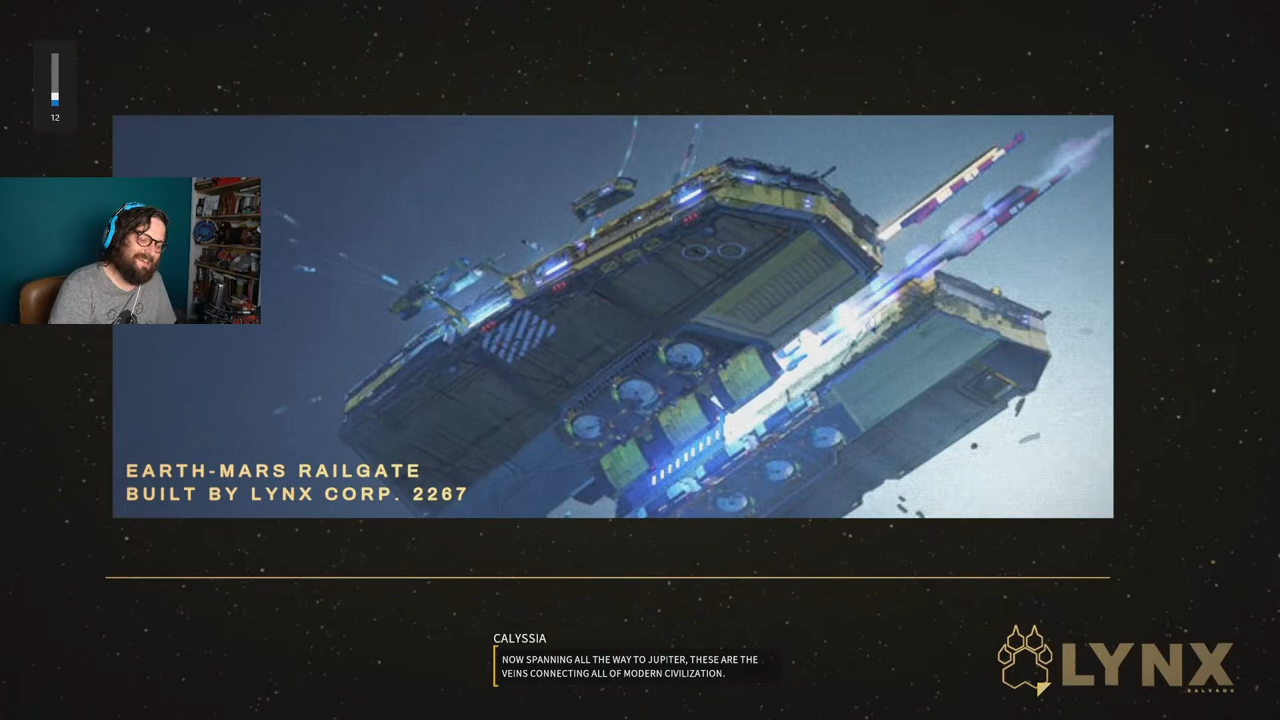 12
EARTH-MARS RAILGATE
BUILT BY LYNX CORP. 2267
CALYSSIA
NOW SPANNING ALL THE WAY TO JUPITER, THESE ARE THE
VEINS CONNECTING ALL OF MODERN CIVILIZATION.
LYNX
SALVAGE